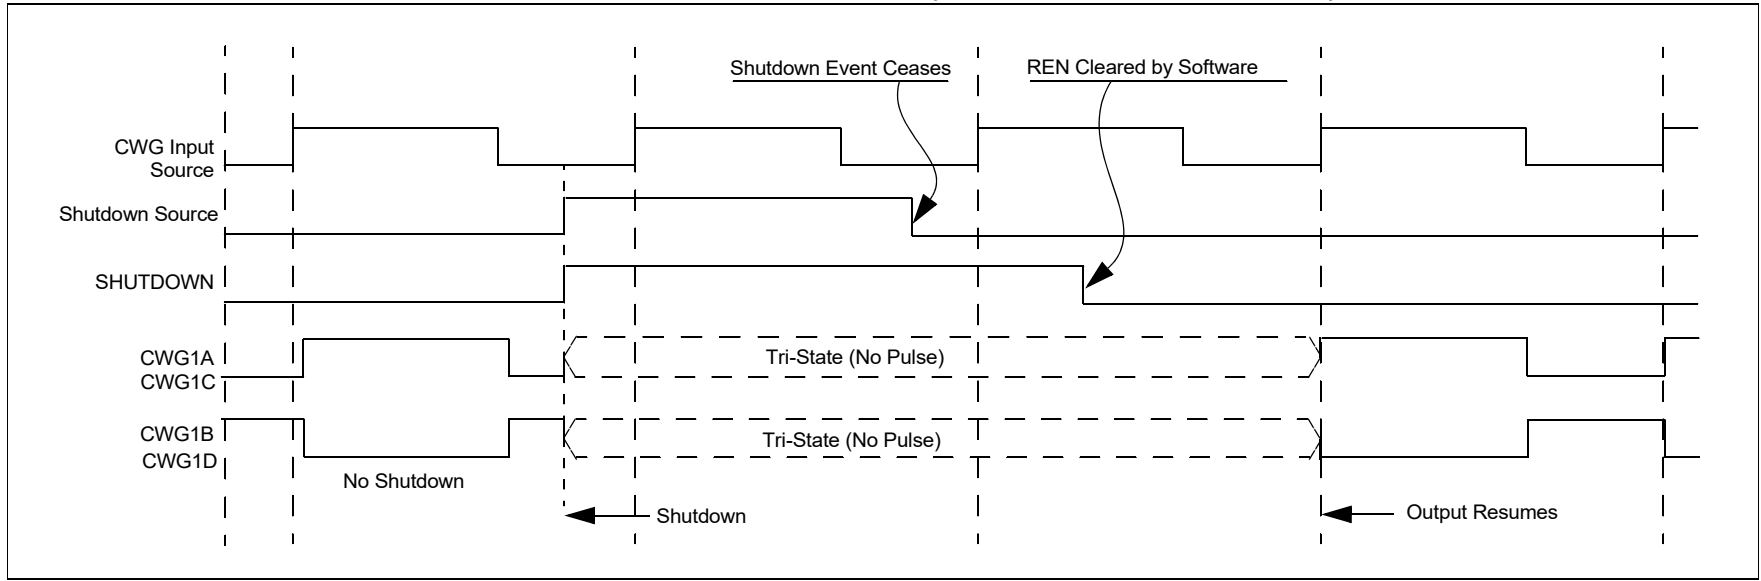 Shutdown Event Ceases
REN Cleared by Software
CWG Input
Source
Shutdown Source
SHUTDOWN
CWG1A
CWG1C
Tri-State (No Pulse)
CWG1B
CWG1D
Tri-State (No Pulse)
No Shutdown
Shutdown
Output Resumes